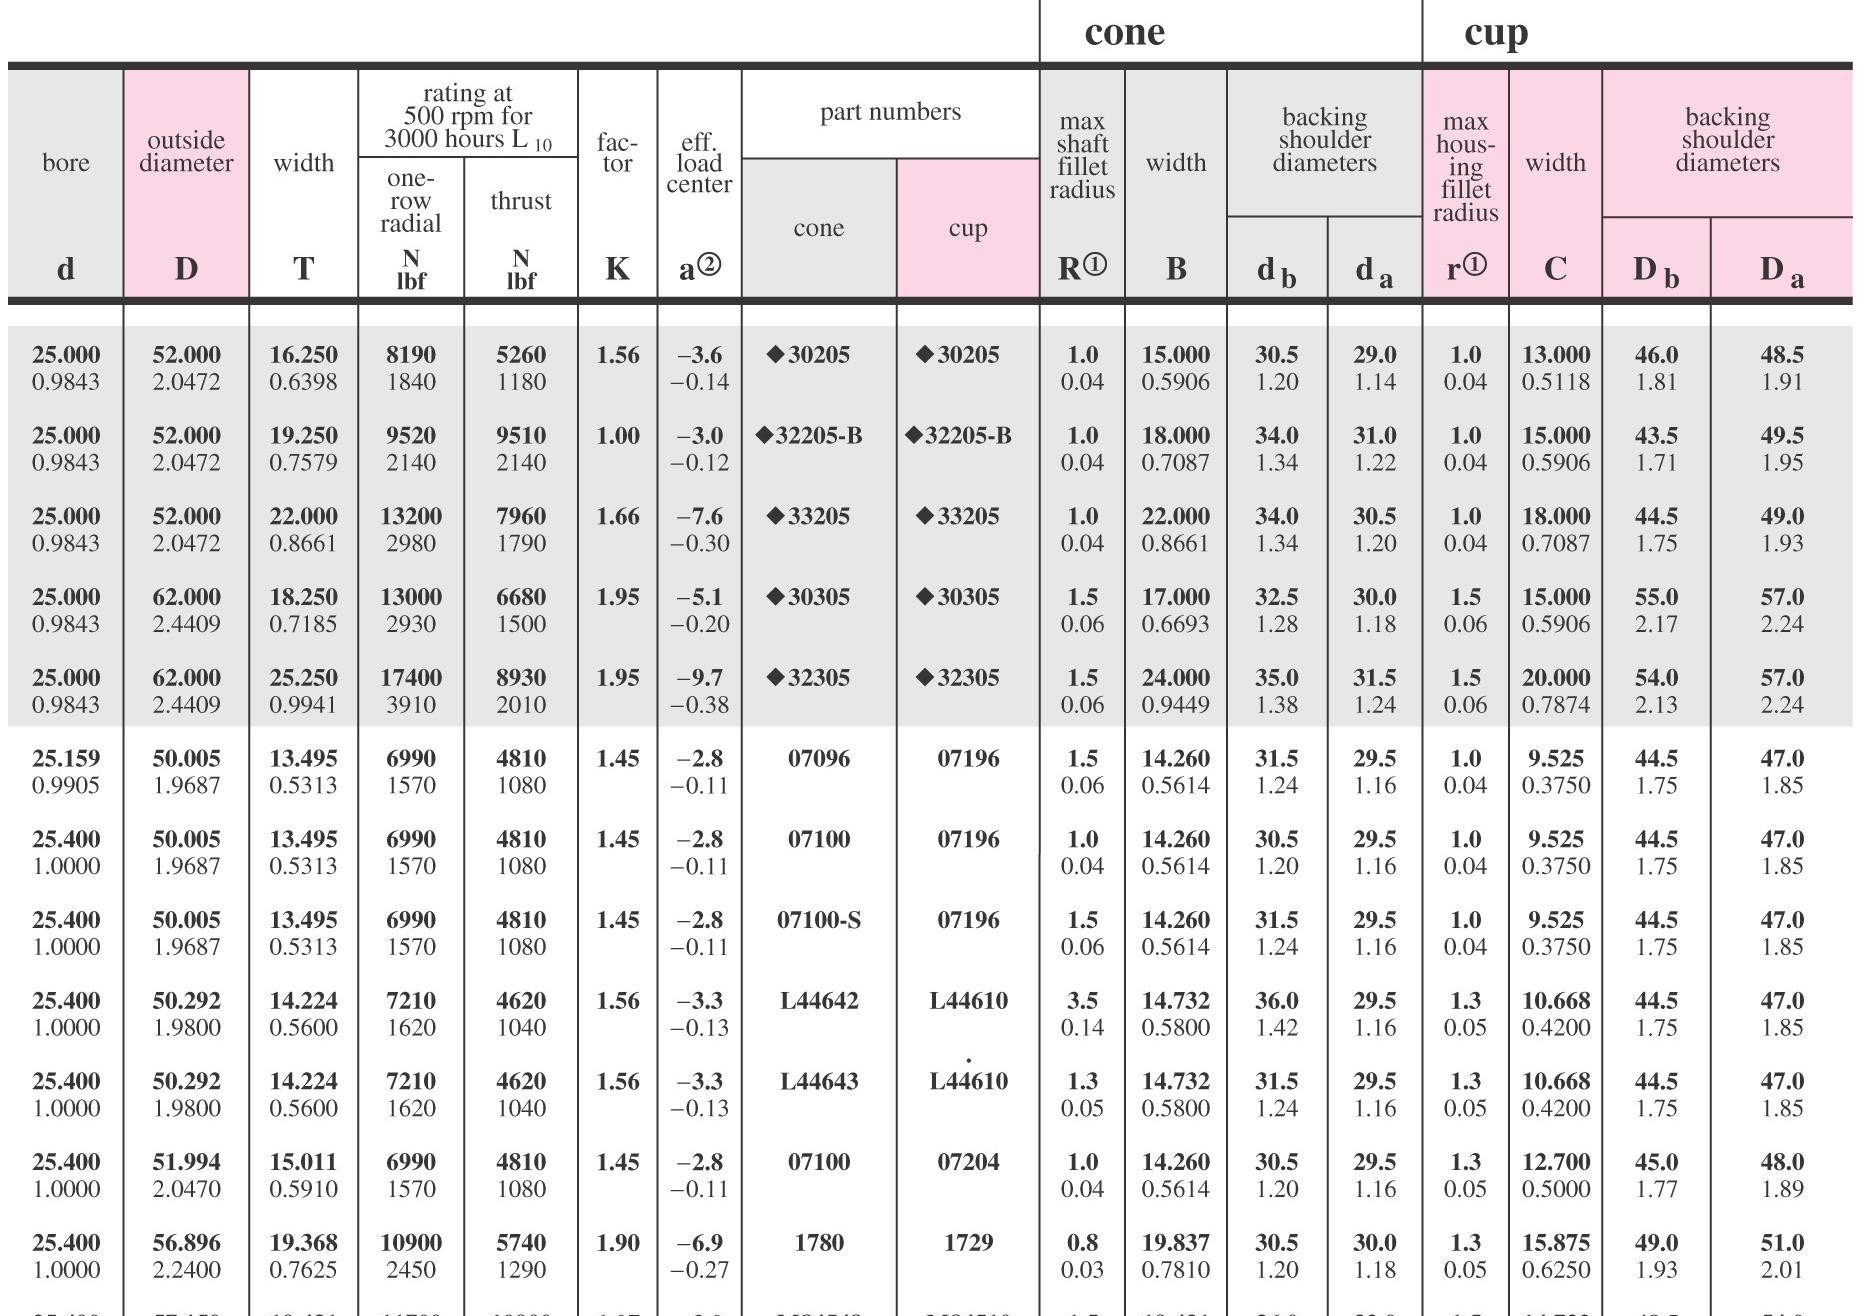 cone cup
bore outside diameter width rating at 500 rpm for 3000 hours L 10 one-row radial N lbf thrust N lbf fac-tor eff. load center part numbers cone cup max shaft fillet radius width backing shoulder diameters max hous-ing fillet radius width backing shoulder diameters
d D T K a② R① B d b d a r① C D b D a
25.000 52.000 16.250 8190 5260 1.56 −3.6 ◆30205 ◆30205 1.0 15.000 30.5 29.0 1.0 13.000 46.0 48.5
0.9843 2.0472 0.6398 1840 1180 −0.14 0.04 0.5906 1.20 1.14 0.04 0.5118 1.81 1.91
25.000 52.000 19.250 9520 9510 1.00 −3.0 ◆32205-B ◆32205-B 1.0 18.000 34.0 31.0 1.0 15.000 43.5 49.5
0.9843 2.0472 0.7579 2140 2140 −0.12 0.04 0.7087 1.34 1.22 0.04 0.5906 1.71 1.95
25.000 52.000 22.000 13200 7960 1.66 −7.6 ◆33205 ◆33205 1.0 22.000 34.0 30.5 1.0 18.000 44.5 49.0
0.9843 2.0472 0.8661 2980 1790 −0.30 0.04 0.8661 1.34 1.20 0.04 0.7087 1.75 1.93
25.000 62.000 18.250 13000 6680 1.95 −5.1 ◆30305 ◆30305 1.5 17.000 32.5 30.0 1.5 15.000 55.0 57.0
0.9843 2.4409 0.7185 2930 1500 −0.20 0.06 0.6693 1.28 1.18 0.06 0.5906 2.17 2.24
25.000 62.000 25.250 17400 8930 1.95 −9.7 ◆32305 ◆32305 1.5 24.000 35.0 31.5 1.5 20.000 54.0 57.0
0.9843 2.4409 0.9941 3910 2010 −0.38 0.06 0.9449 1.38 1.24 0.06 0.7874 2.13 2.24
25.159 50.005 13.495 6990 4810 1.45 −2.8 07096 07196 1.5 14.260 31.5 29.5 1.0 9.525 44.5 47.0
0.9905 1.9687 0.5313 1570 1080 −0.11 0.06 0.5614 1.24 1.16 0.04 0.3750 1.75 1.85
25.400 50.005 13.495 6990 4810 1.45 −2.8 07100 07196 1.0 14.260 30.5 29.5 1.0 9.525 44.5 47.0
1.0000 1.9687 0.5313 1570 1080 −0.11 0.04 0.5614 1.20 1.16 0.04 0.3750 1.75 1.85
25.400 50.005 13.495 6990 4810 1.45 −2.8 07100-S 07196 1.5 14.260 31.5 29.5 1.0 9.525 44.5 47.0
1.0000 1.9687 0.5313 1570 1080 −0.11 0.06 0.5614 1.24 1.16 0.04 0.3750 1.75 1.85
25.400 50.292 14.224 7210 4620 1.56 −3.3 L44642 L44610 3.5 14.732 36.0 29.5 1.3 10.668 44.5 47.0
1.0000 1.9800 0.5600 1620 1040 −0.13 0.14 0.5800 1.42 1.16 0.05 0.4200 1.75 1.85
25.400 50.292 14.224 7210 4620 1.56 −3.3 L44643 L44610 1.3 14.732 31.5 29.5 1.3 10.668 44.5 47.0
1.0000 1.9800 0.5600 1620 1040 −0.13 0.05 0.5800 1.24 1.16 0.05 0.4200 1.75 1.85
25.400 51.994 15.011 6990 4810 1.45 −2.8 07100 07204 1.0 14.260 30.5 29.5 1.3 12.700 45.0 48.0
1.0000 2.0470 0.5910 1570 1080 −0.11 0.04 0.5614 1.20 1.16 0.05 0.5000 1.77 1.89
25.400 56.896 19.368 10900 5740 1.90 −6.9 1780 1729 0.8 19.837 30.5 30.0 1.3 15.875 49.0 51.0
1.0000 2.2400 0.7625 2450 1290 −0.27 0.03 0.7810 1.20 1.18 0.05 0.6250 1.93 2.01